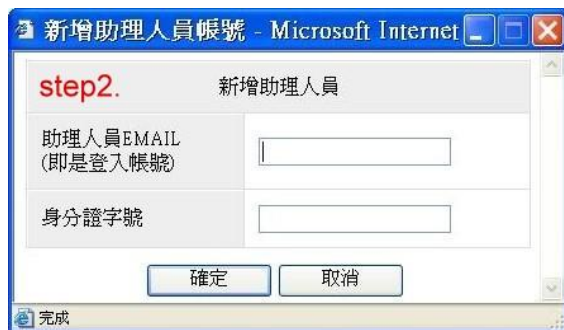 新增助理人員帳號 - Microsoft Internet
step2.
新增助理人員
助理人員EMAIL
(即是登入帳號)
身分證字號
確定
取消
完成